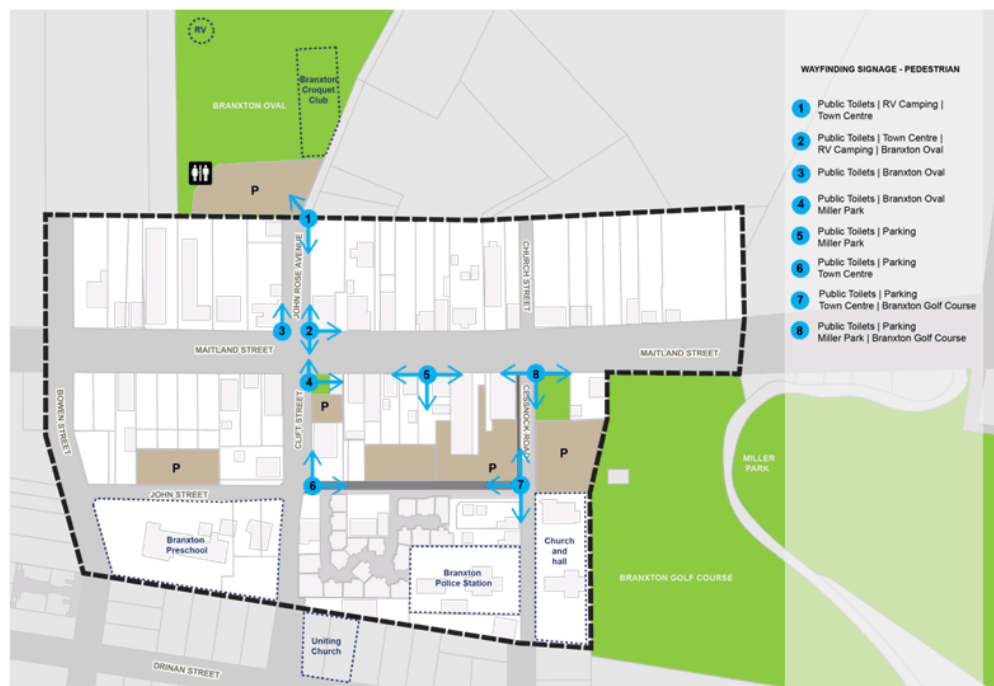 RV
Branxton
Croquet
Club
BRANXTON OVAL
P
1
JOHN ROSE AVENUE
CHURCH STREET
3
2
MAITLAND STREET
MAITLAND STREET
4
5
8
BOWEN STREET
CLIFT STREET
P
CESSNOCK ROAD
P
P
P
MILLER
PARK
6
7
JOHN STREET
Branxton
Preschool
Church
and
hall
Branxton
Police Station
BRANXTON GOLF COURSE
Uniting
Church
DRINAN STREET
WAYFINDING SIGNAGE - PEDESTRIAN
1 Public Toilets | RV Camping |
Town Centre
2 Public Toilets | Town Centre |
RV Camping | Branxton Oval
3 Public Toilets | Branxton Oval
4 Public Toilets | Branxton Oval
Miller Park
5 Public Toilets | Parking
Miller Park
6 Public Toilets | Parking
Town Centre
7 Public Toilets | Parking
Town Centre | Branxton Golf Course
8 Public Toilets | Parking
Miller Park | Branxton Golf Course